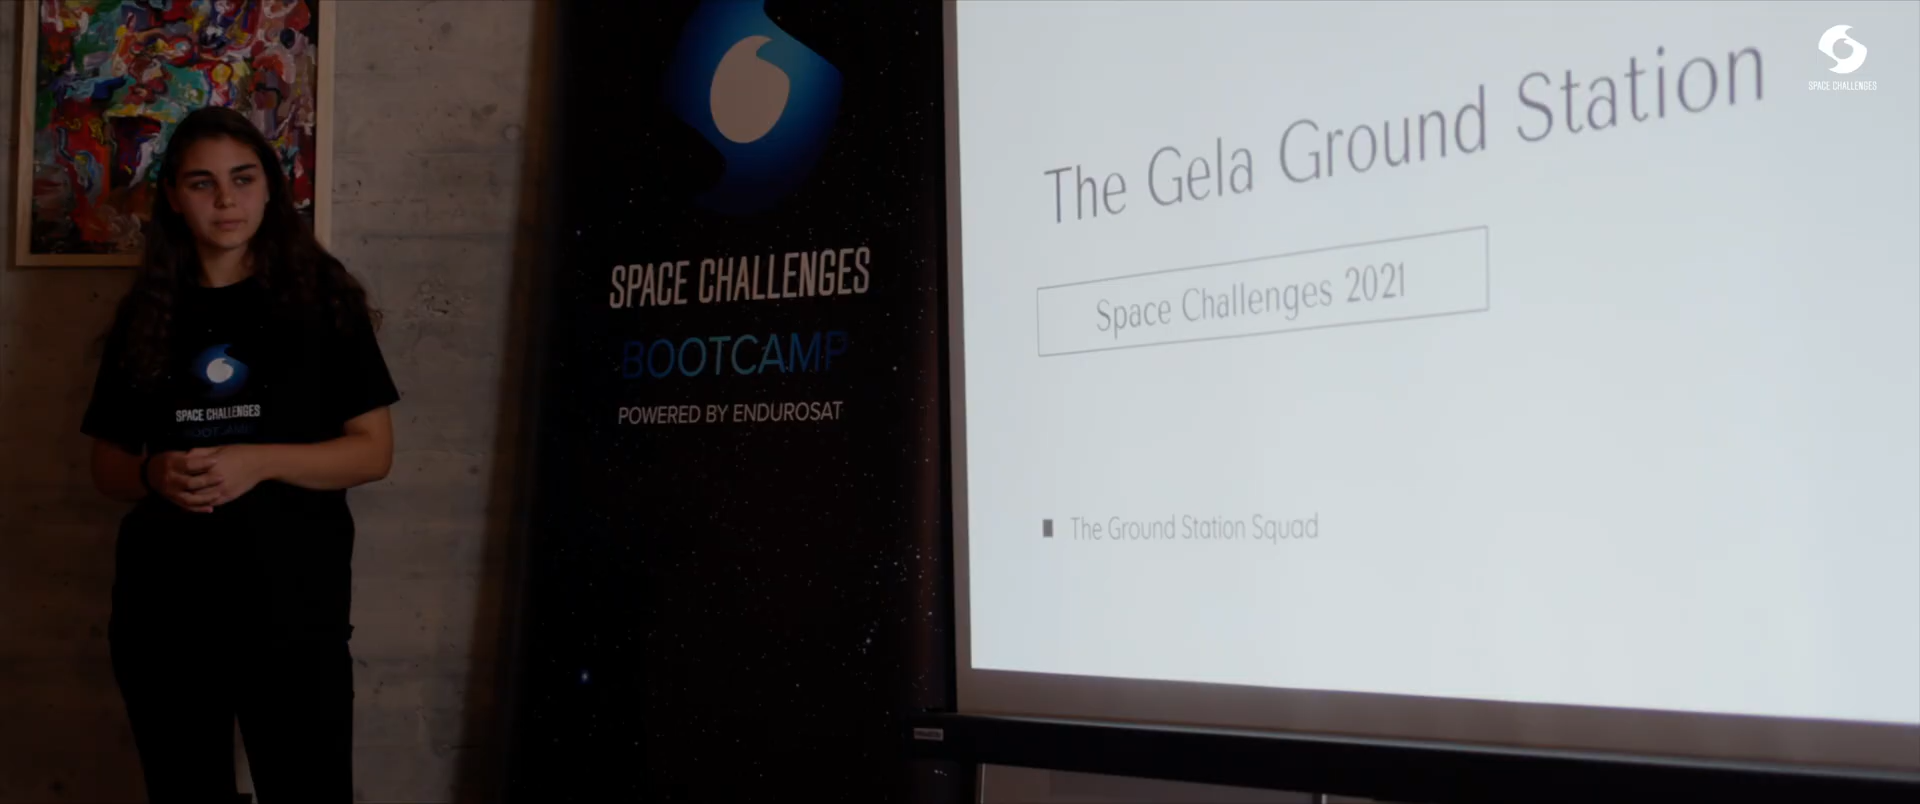 SPACE CHALLENGES
BOOTCAMP
SPACE CHALLENGES
BOOTCAMP
POWERED BY ENDUROSAT
The Gela Ground Station
Space Challenges 2021
The Ground Station Squad
SPACE CHALLENGES